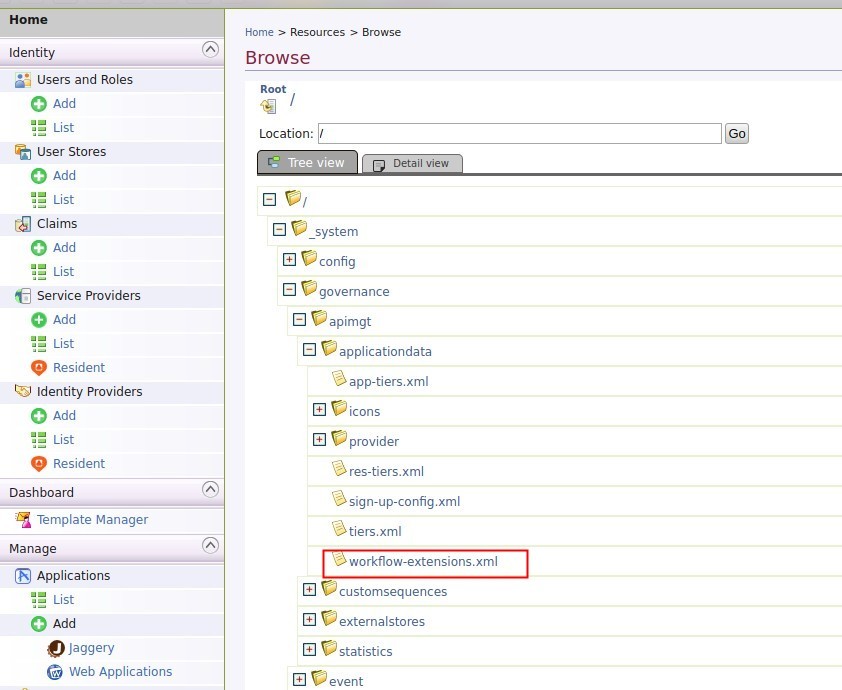 Home
Identity
Users and Roles
Add
List
User Stores
Add
List
Claims
Add
List
Service Providers
Add
List
Resident
Identity Providers
Add
List
Resident
Dashboard
Template Manager
Manage
Applications
List
Add
Jaggery
Web Applications
Home > Resources > Browse
Browse
Root
/
Location: /
Go
Tree view
Detail view
/
_system
config
governance
apimgt
applicationdata
app-tiers.xml
icons
provider
res-tiers.xml
sign-up-config.xml
tiers.xml
workflow-extensions.xml
customsequences
externalstores
statistics
event